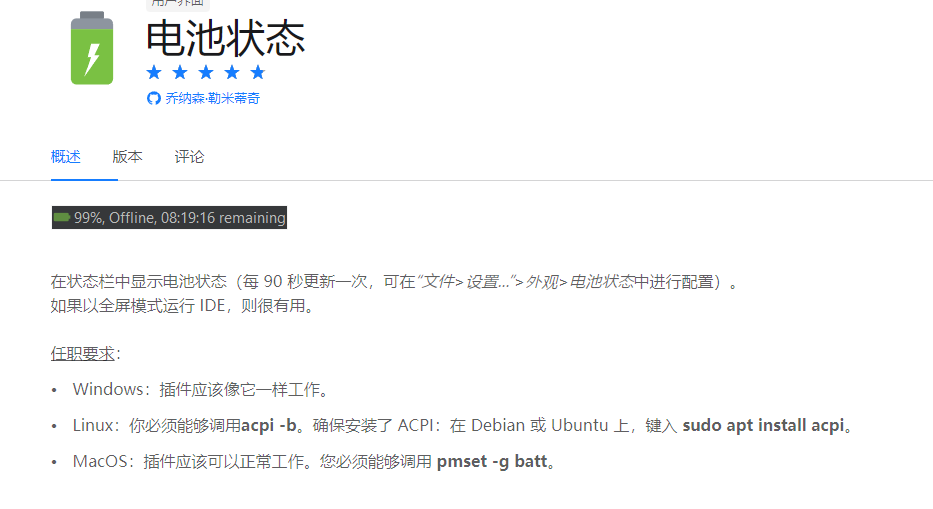 用户界面
电池状态
乔纳森·勒米蒂奇
概述 版本 评论
99%, Offline, 08:19:16 remaining
在状态栏中显示电池状态（每 90 秒更新一次，可在“文件>设置...”>外观>电池状态中进行配置）。
如果以全屏模式运行 IDE，则很有用。
任职要求：
• Windows：插件应该像它一样工作。
• Linux：你必须能够调用acpi -b。确保安装了 ACPI：在 Debian 或 Ubuntu 上，键入 sudo apt install acpi。
• MacOS：插件应该可以正常工作。您必须能够调用 pmset -g batt。